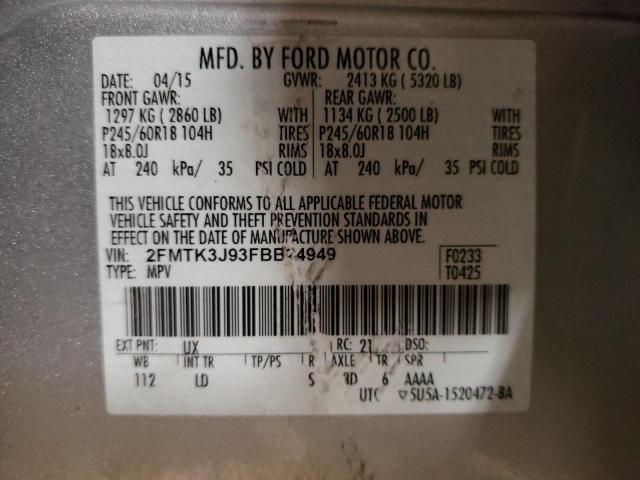 MFD. BY FORD MOTOR CO.
DATE: 04/15 GVWR: 2413 KG ( 5320 LB)
FRONT GAWR: REAR GAWR:
1297 KG ( 2860 LB) WITH 1134 KG ( 2500 LB) WITH
P245/60R18 104H TIRES P245/60R18 104H TIRES
18x8.0J RIMS 18x8.0J RIMS
AT 240 kPa/ 35 PSI COLD AT 240 kPa/ 35 PSI COLD
THIS VEHICLE CONFORMS TO ALL APPLICABLE FEDERAL MOTOR
VEHICLE SAFETY AND THEFT PREVENTION STANDARDS IN
EFFECT ON THE DATE OF MANUFACTURE SHOWN ABOVE.
VIN: F0233
TYPE: MPV T0425
EXT PNT: UX RC: 21 DSO:
WB INT TR TP/PS R AXLE TR SPR
112 LD S 3D 6 AAAA
UTC ▽5U5A-1520472-BA